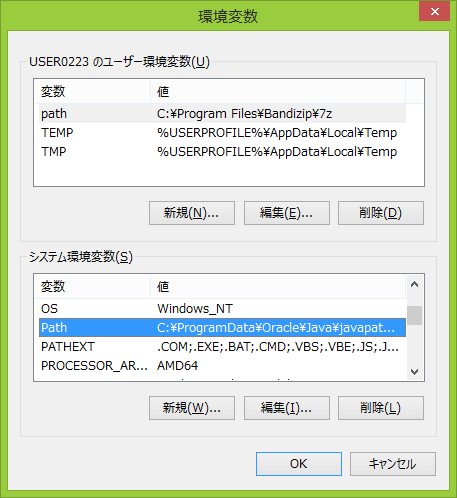 環境変数
USER0223 のユーザー環境変数(U)
変数 値
path C:¥Program Files¥Bandizip¥7z
TEMP %USERPROFILE%¥AppData¥Local¥Temp
TMP %USERPROFILE%¥AppData¥Local¥Temp
新規(N)... 編集(E)... 削除(D)
システム環境変数(S)
変数 値
OS Windows_NT
Path C:¥ProgramData¥Oracle¥Java¥javapat...
PATHEXT .COM;.EXE;.BAT;.CMD;.VBS;.VBE;.JS;.J...
PROCESSOR_AR... AMD64
新規(W)... 編集(I)... 削除(L)
OK キャンセル